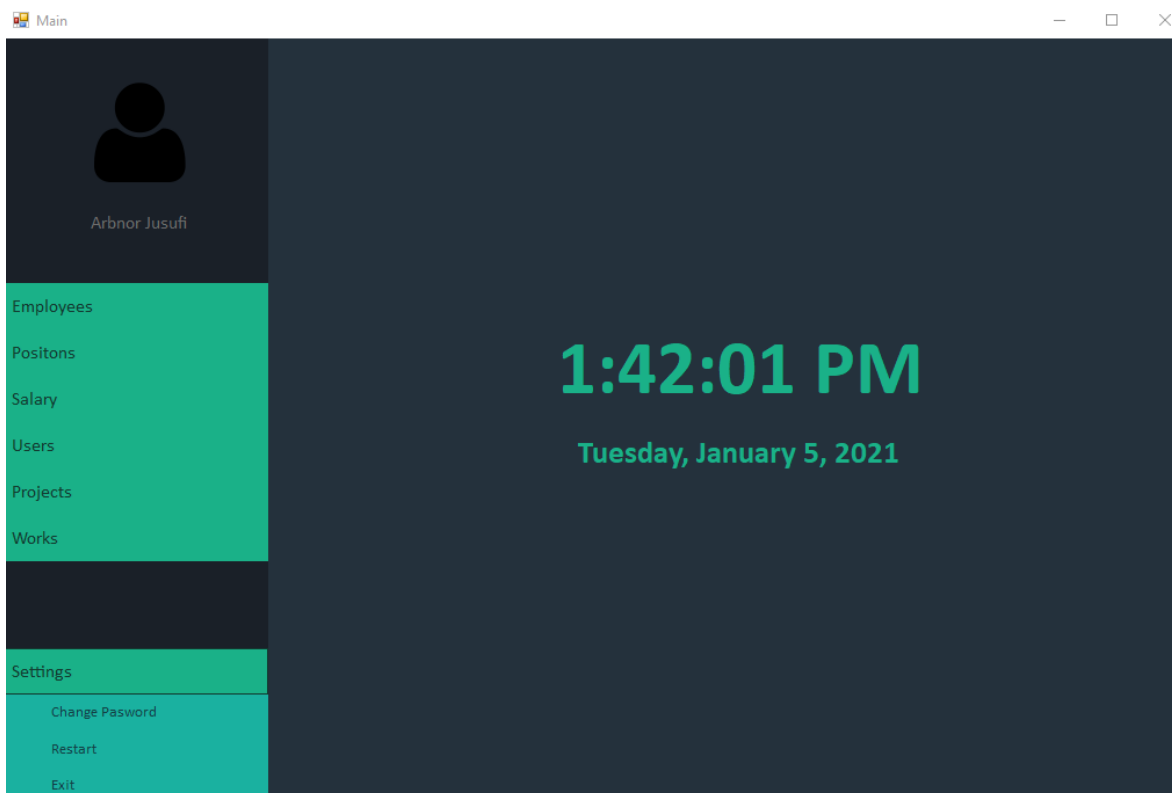 Main
Arbnor Jusufi
Employees
Positons
Salary
Users
Projects
Works
Settings
Change Pasword
Restart
Exit
1:42:01 PM
Tuesday, January 5, 2021